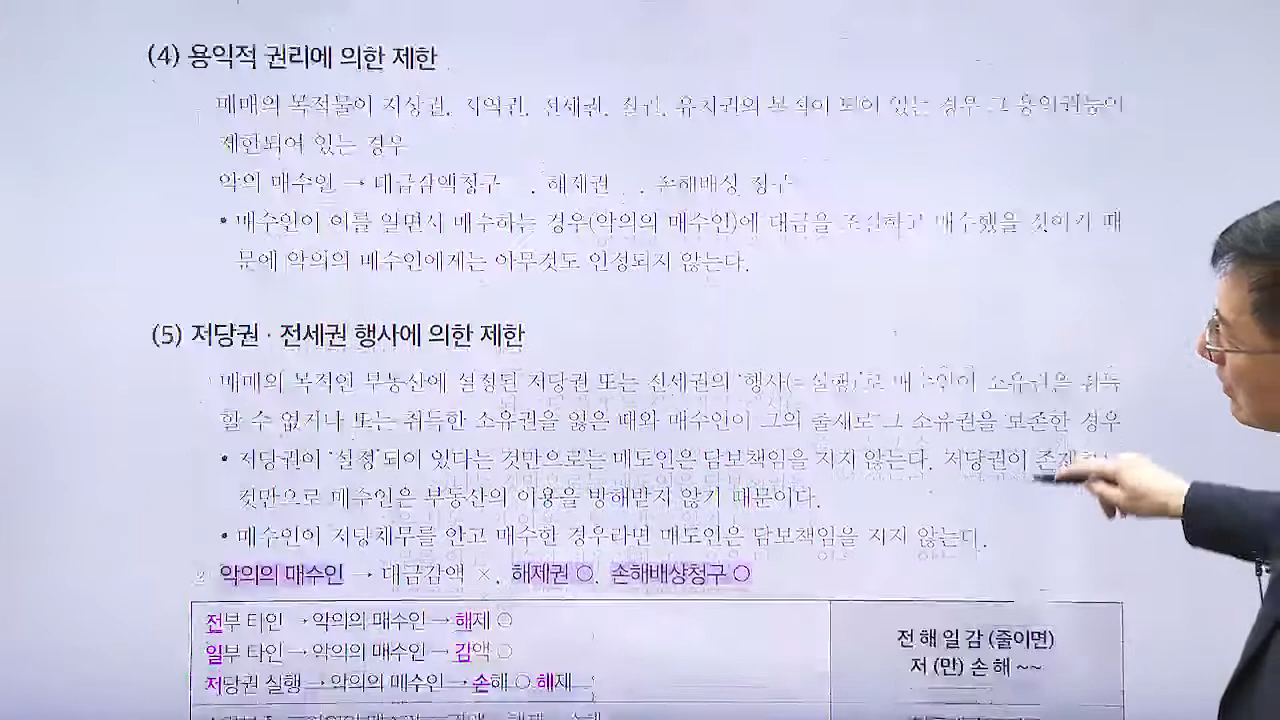 (4) 용익적 권리에 의한 제한
매매의 목적물이 지상권, 지역권, 전세권, 질권, 유치권의 목적이 되어 있는 경우 그 용익권능이
제한되어 있는 경우
악의 매수인 → 대금감액청구 , 해제권 , 손해배상 청구
• 매수인이 이를 알면서 매수하는 경우(악의의 매수인)에 대금을 조정하고 매수했을 것이기 때
문에 악의의 매수인에게는 아무것도 인정되지 않는다.
(5) 저당권 · 전세권 행사에 의한 제한
매매의 목적인 부동산에 설정된 저당권 또는 전세권의 '행사(= 실행)'로 매수인이 소유권을 취득
할 수 없거나 또는 취득한 소유권을 잃은 때와 매수인이 그의 출재로 그 소유권을 보존한 경우
• 저당권이 '설정'되어 있다는 것만으로는 매도인은 담보책임을 지지 않는다. 저당권이
것만으로 매수인은 부동산의 이용을 방해받지 않기 때문이다.
• 매수인이 저당채무를 안고 매수한 경우라면 매도인은 담보책임을 지지 않는다.
악의의 매수인 → 대금감액 ×, 해제권 ○, 손해배상청구 ○
전부 타인 → 악의의 매수인 → 해제 ○
일부 타인 → 악의의 매수인 → 감액 ○
저당권 실행 → 악의의 매수인 → 손해 ○ 해제
전 해 일 감 (줄이면)
저 (만) 손 해 ~~